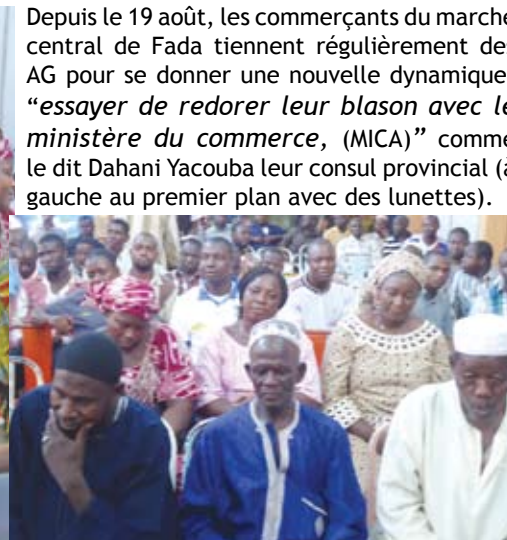 Depuis le 19 août, les commerçants du marché
central de Fada tiennent régulièrement des
AG pour se donner une nouvelle dynamique
“essayer de redorer leur blason avec le
ministère du commerce, (MICA)” comme
le dit Dahani Yacouba leur consul provincial (à
gauche au premier plan avec des lunettes).